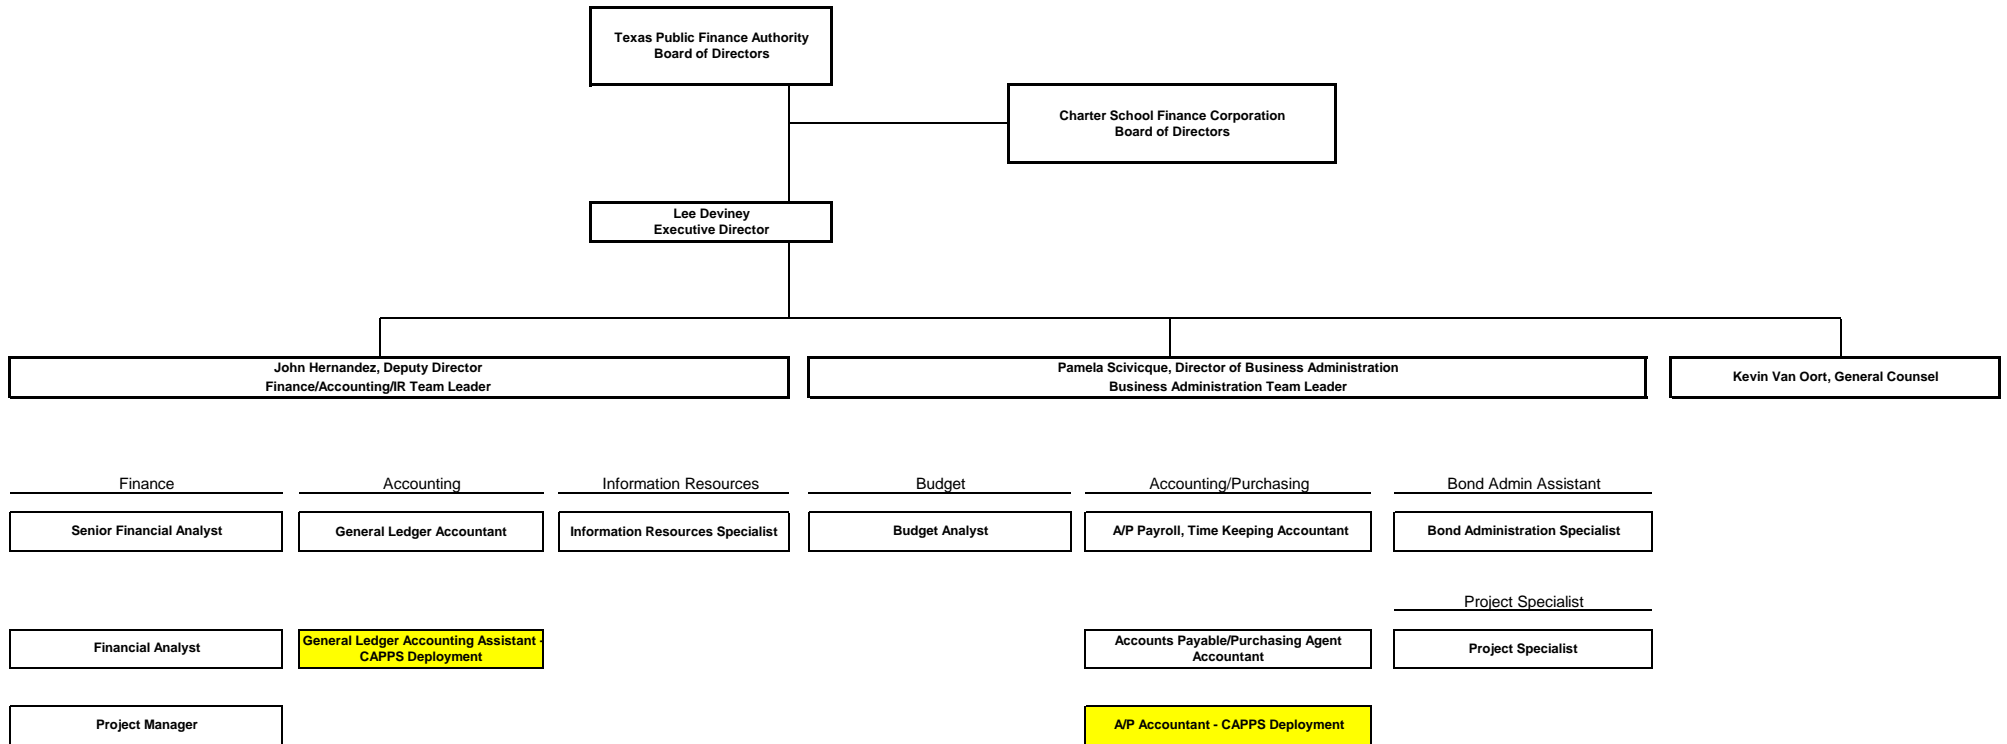 Texas Public Finance Authority
Board of Directors
Charter School Finance Corporation
Board of Directors
Lee Deviney
Executive Director
John Hernandez, Deputy Director
Finance/Accounting/IR Team Leader
Pamela Scivicque, Director of Business Administration
Business Administration Team Leader
Kevin Van Oort, General Counsel
Finance
Accounting
Information Resources
Budget
Accounting/Purchasing
Bond Admin Assistant
Senior Financial Analyst
General Ledger Accountant
Information Resources Specialist
Budget Analyst
A/P Payroll, Time Keeping Accountant
Bond Administration Specialist
Project Specialist
Financial Analyst
General Ledger Accounting Assistant -
CAPPS Deployment
Accounts Payable/Purchasing Agent
Accountant
Project Specialist
Project Manager
A/P Accountant - CAPPS Deployment